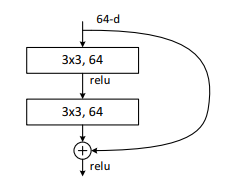 64-d
3x3, 64
relu
3x3, 64
+
relu